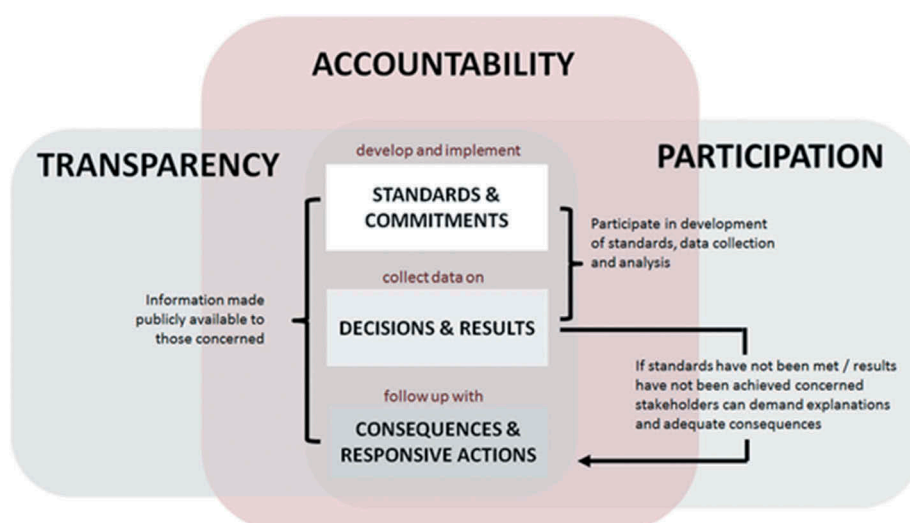 ACCOUNTABILITY
TRANSPARENCY
PARTICIPATION
develop and implement
STANDARDS &
COMMITMENTS
Participate in development
of standards, data collection
and analysis
collect data on
Information made
publicly available to
those concerned
DECISIONS & RESULTS
If standards have not been met / results
have not been achieved concerned
stakeholders can demand explanations
and adequate consequences
follow up with
CONSEQUENCES &
RESPONSIVE ACTIONS